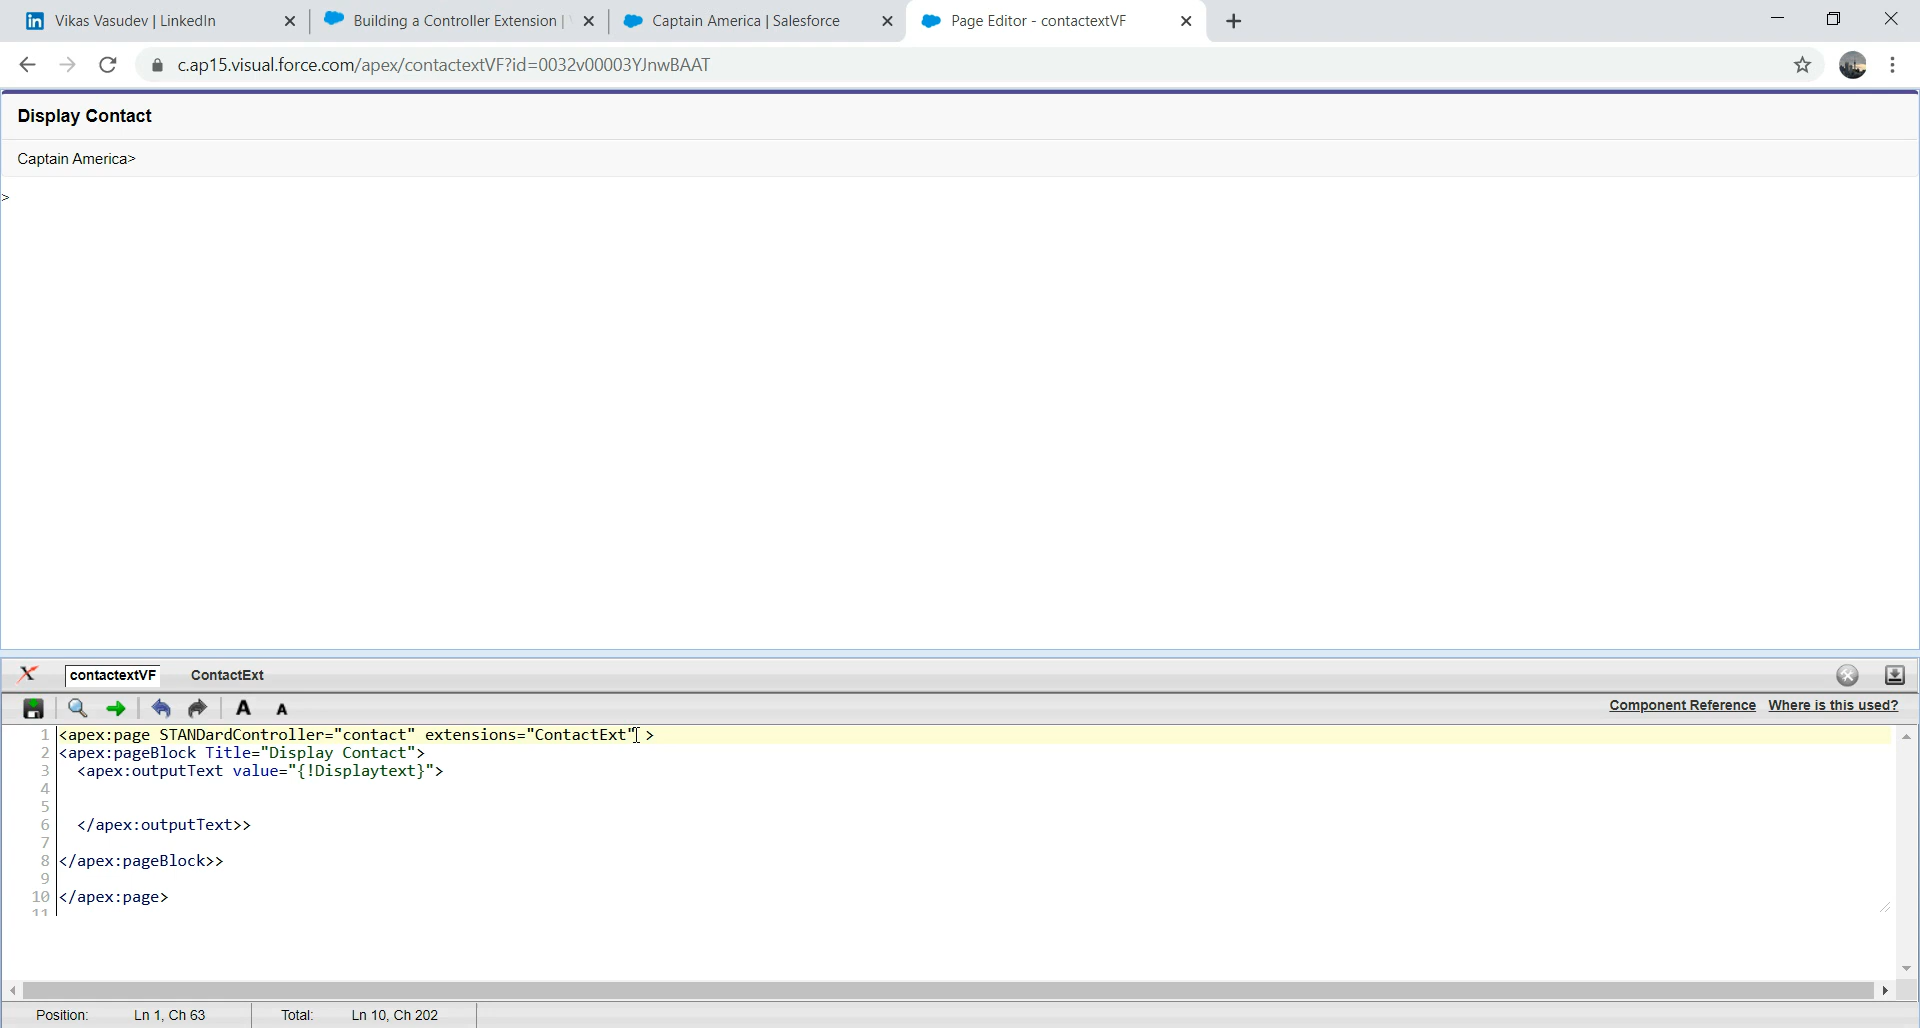 Vikas Vasudev | LinkedIn
Building a Controller Extension |
Captain America | Salesforce
Page Editor - contactextVF
c.ap15.visual.force.com/apex/contactextVF?id=0032v00003YJnwBAAT
Display Contact
Captain America>
>
contactextVF
ContactExt
A A
Component Reference Where is this used?
1 <apex:page STANDardController="contact" extensions="ContactExt" >
2 <apex:pageBlock Title="Display Contact">
3 <apex:outputText value="{!Displaytext}">
4
5
6 </apex:outputText>>
7
8 </apex:pageBlock>>
9
10 </apex:page>
11
Position: Ln 1, Ch 63 Total: Ln 10, Ch 202